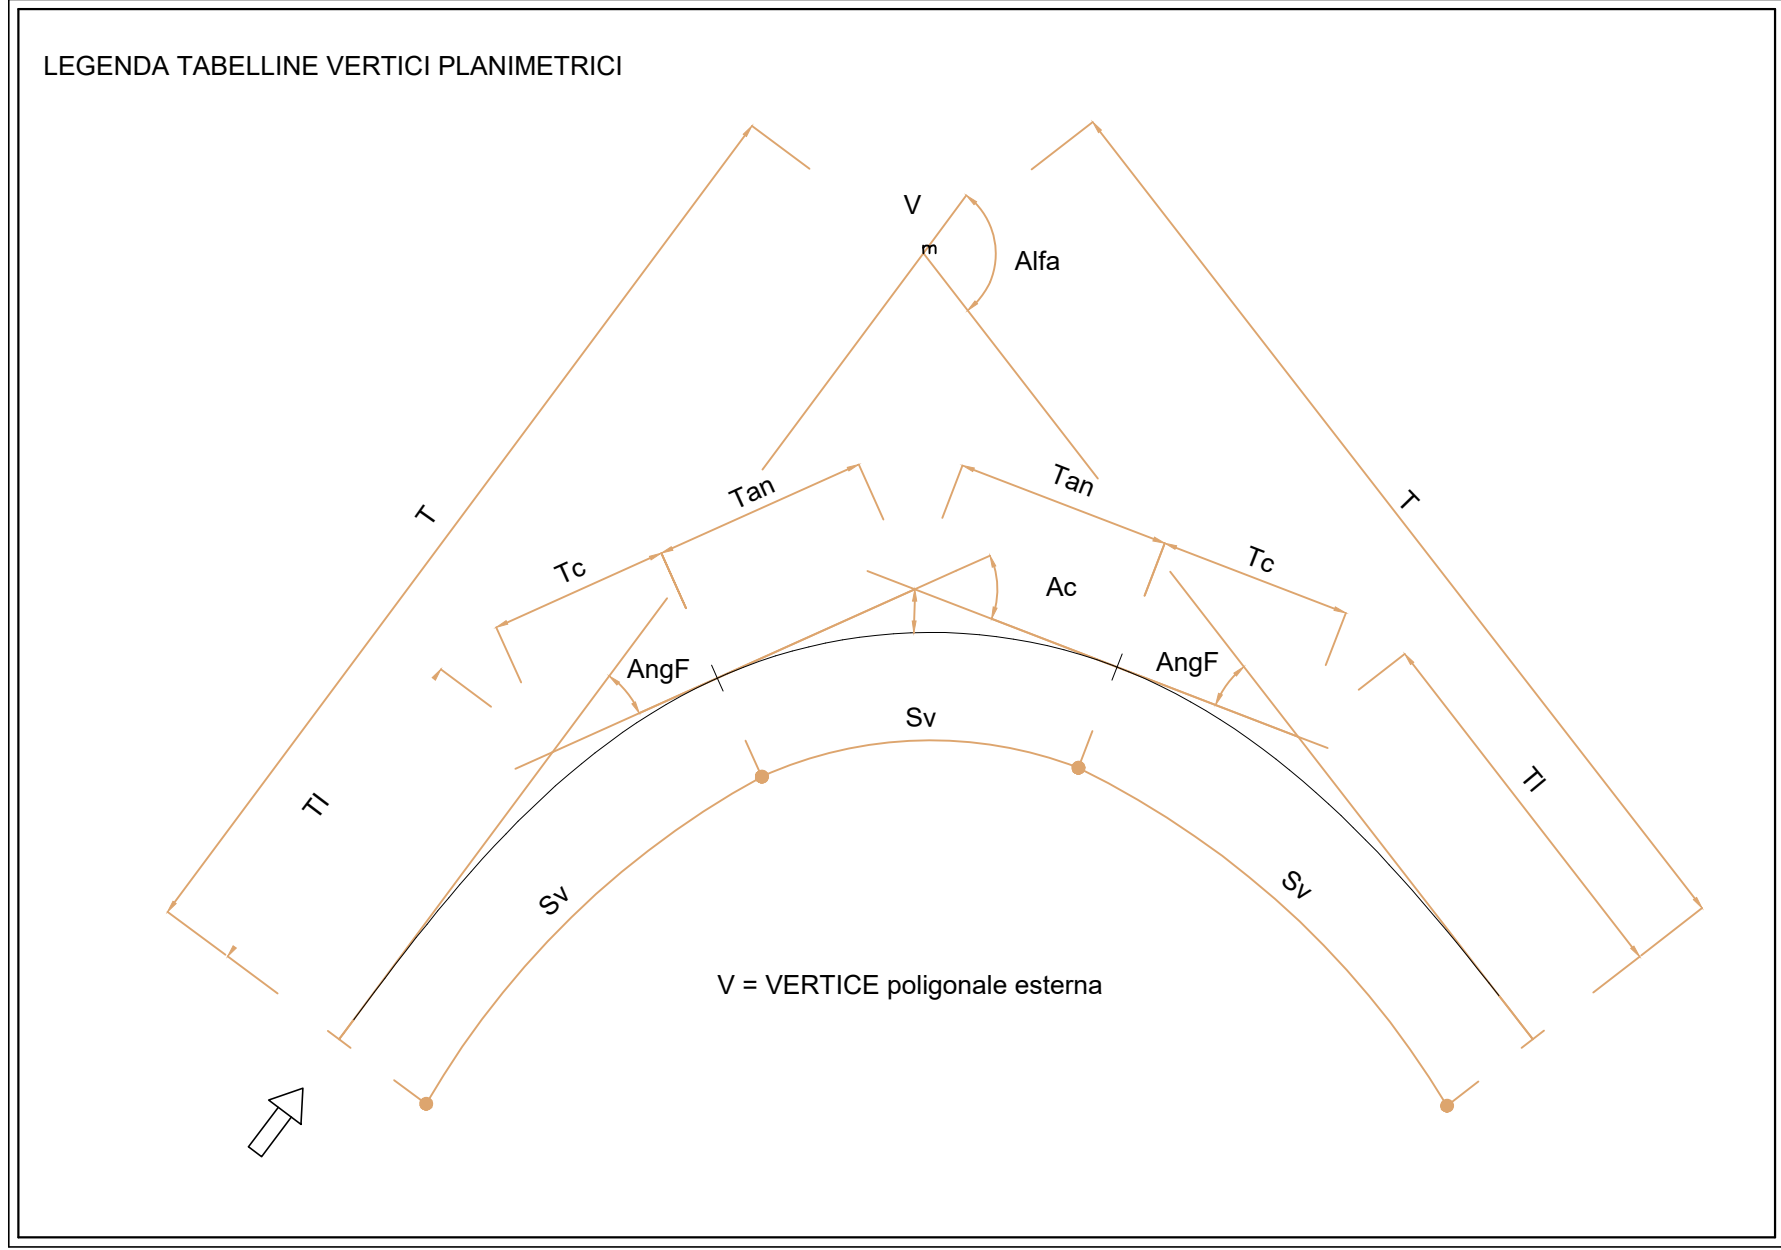 LEGENDA TABELLINE VERTICI PLANIMETRICI
V
m
Alfa
T
T
Tan
Tan
Tc
Tc
Ac
AngF
AngF
Sv
Tl
Tl
Sv
Sv
V = VERTICE poligonale esterna